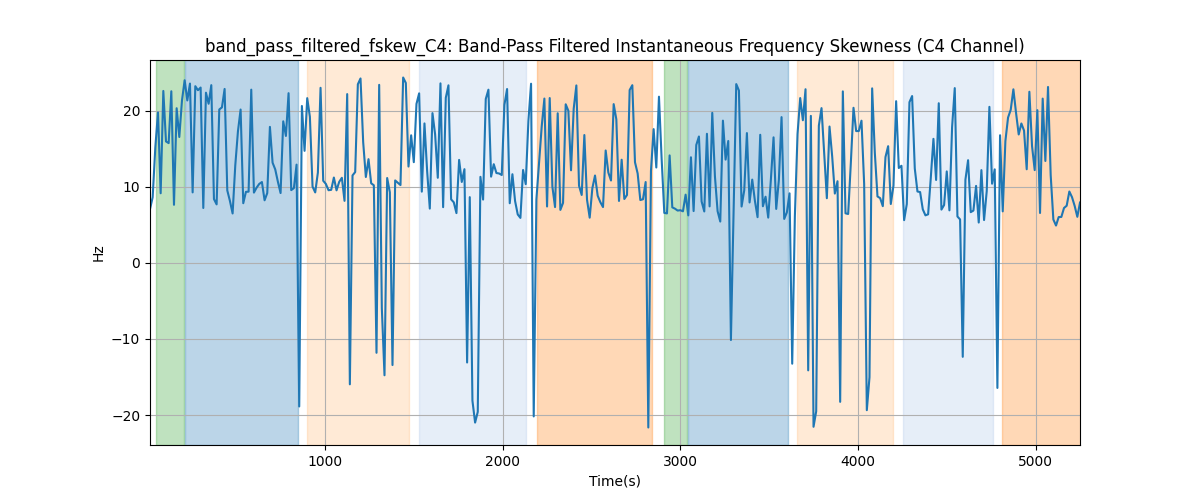 band_pass_filtered_fskew_C4: Band-Pass Filtered Instantaneous Frequency Skewness (C4 Channel)
20
10
0
−10
−20
Hz
1000 2000 3000 4000 5000
Time(s)